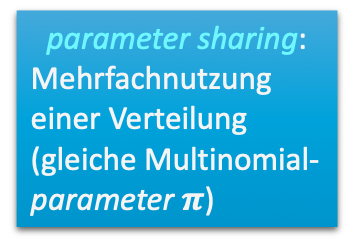 parameter sharing:
Mehrfachnutzung
einer Verteilung
(gleiche Multinomial-
parameter π)